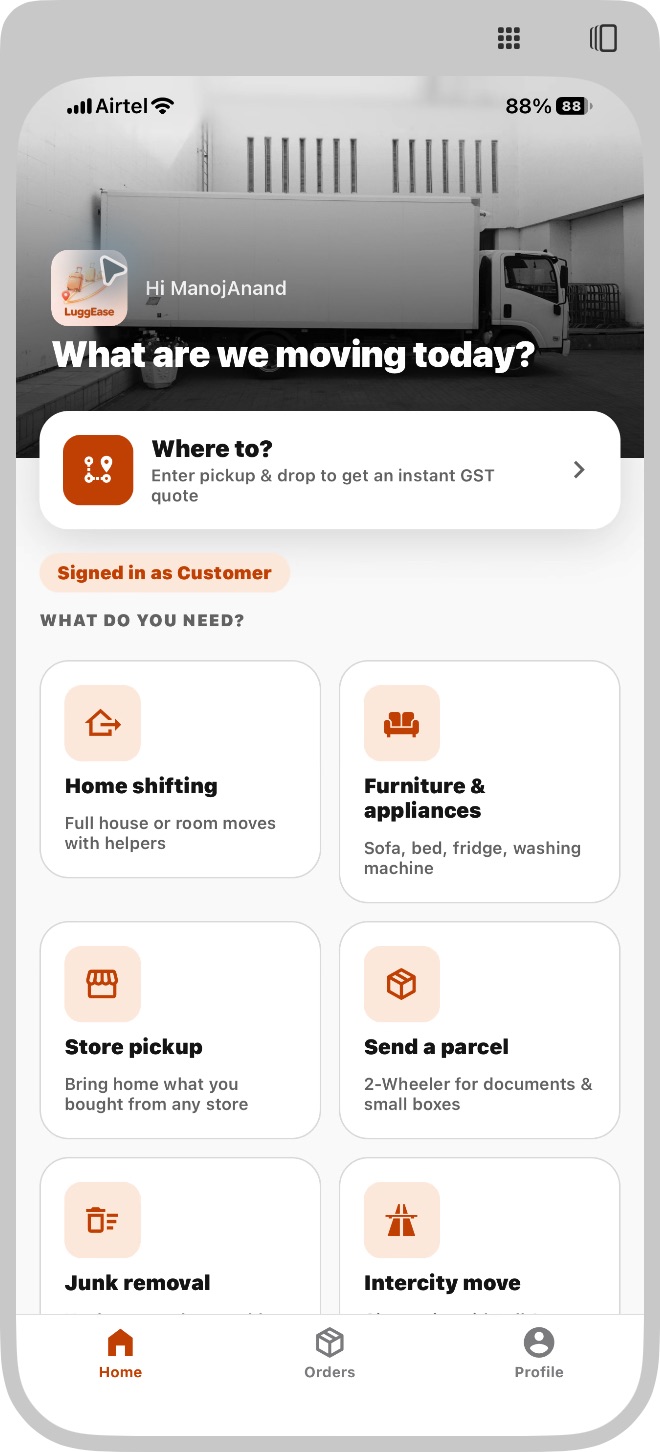 Airtel
88%
88
LuggEase
Hi ManojAnand
What are we moving today?
Where to?
Enter pickup & drop to get an instant GST
quote
Signed in as Customer
WHAT DO YOU NEED?
Home shifting
Full house or room moves
with helpers
Furniture &
appliances
Sofa, bed, fridge, washing
machine
Store pickup
Bring home what you
bought from any store
Send a parcel
2-Wheeler for documents &
small boxes
Junk removal
Intercity move
Home
Orders
Profile